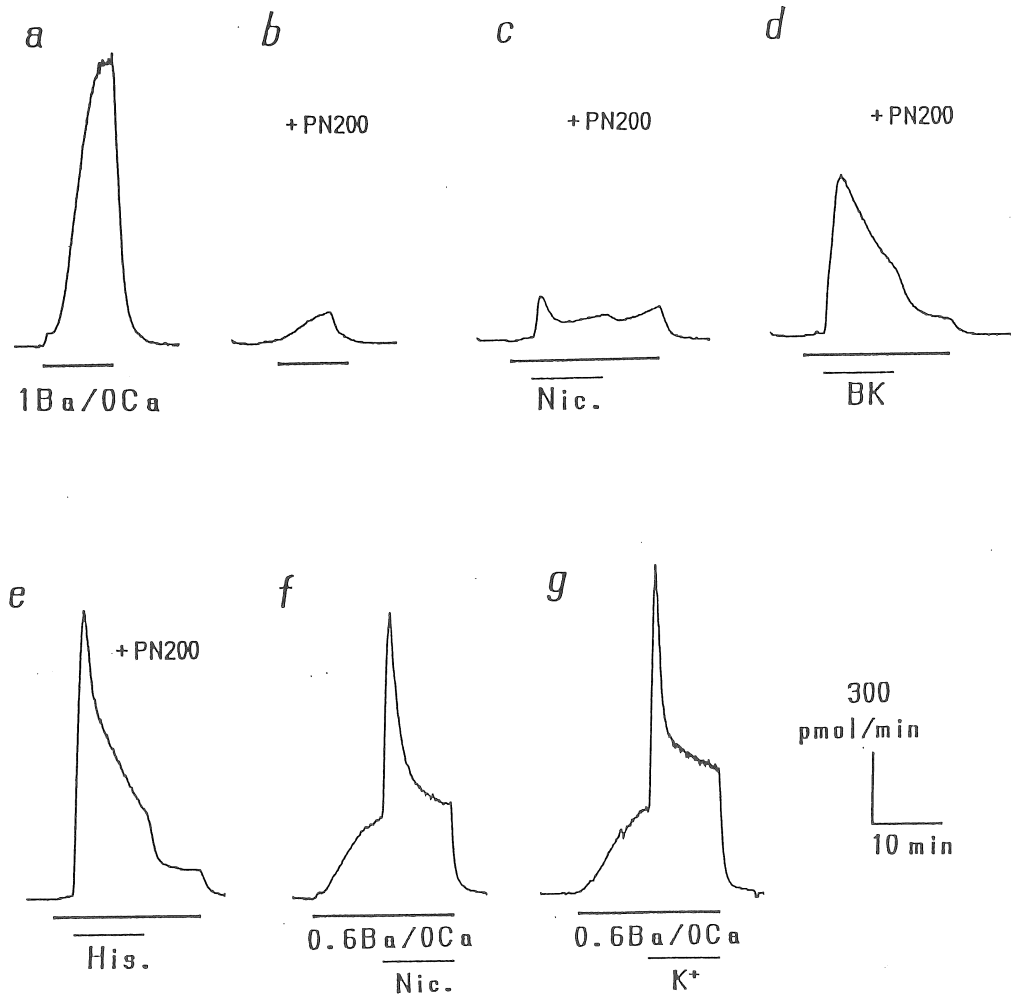 a
b
c
d
+PN200
+PN200
+PN200
1Ba/0Ca
Nic.
BK
e
f
g
+PN200
300
pmol/min
10 min
His.
0.6Ba/0Ca
Nic.
0.6Ba/0Ca
K+